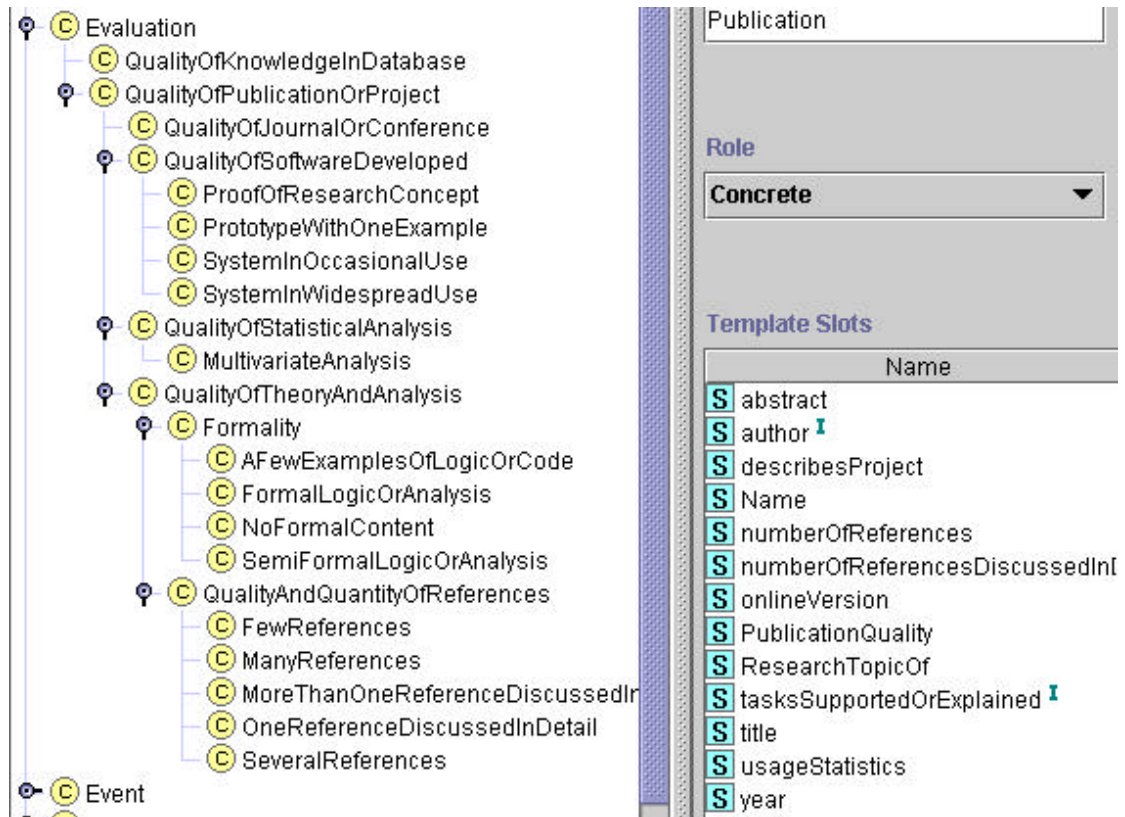 Evaluation
QualityOfKnowledgeInDatabase
QualityOfPublicationOrProject
QualityOfJournalOrConference
QualityOfSoftwareDeveloped
ProofOfResearchConcept
PrototypeWithOneExample
SystemInOccasionalUse
SystemInWidespreadUse
QualityOfStatisticalAnalysis
MultivariateAnalysis
QualityOfTheoryAndAnalysis
Formality
AFewExamplesOfLogicOrCode
FormalLogicOrAnalysis
NoFormalContent
SemiFormalLogicOrAnalysis
QualityAndQuantityOfReferences
FewReferences
ManyReferences
MoreThanOneReferenceDiscussedIn
OneReferenceDiscussedInDetail
SeveralReferences
Event
Publication
Role
Concrete
Template Slots
Name
S abstract
S author I
S describesProject
S Name
S numberOfReferences
S numberOfReferencesDiscussedIn
S onlineVersion
S PublicationQuality
S ResearchTopicOf
S tasksSupportedOrExplained I
S title
S usageStatistics
S year